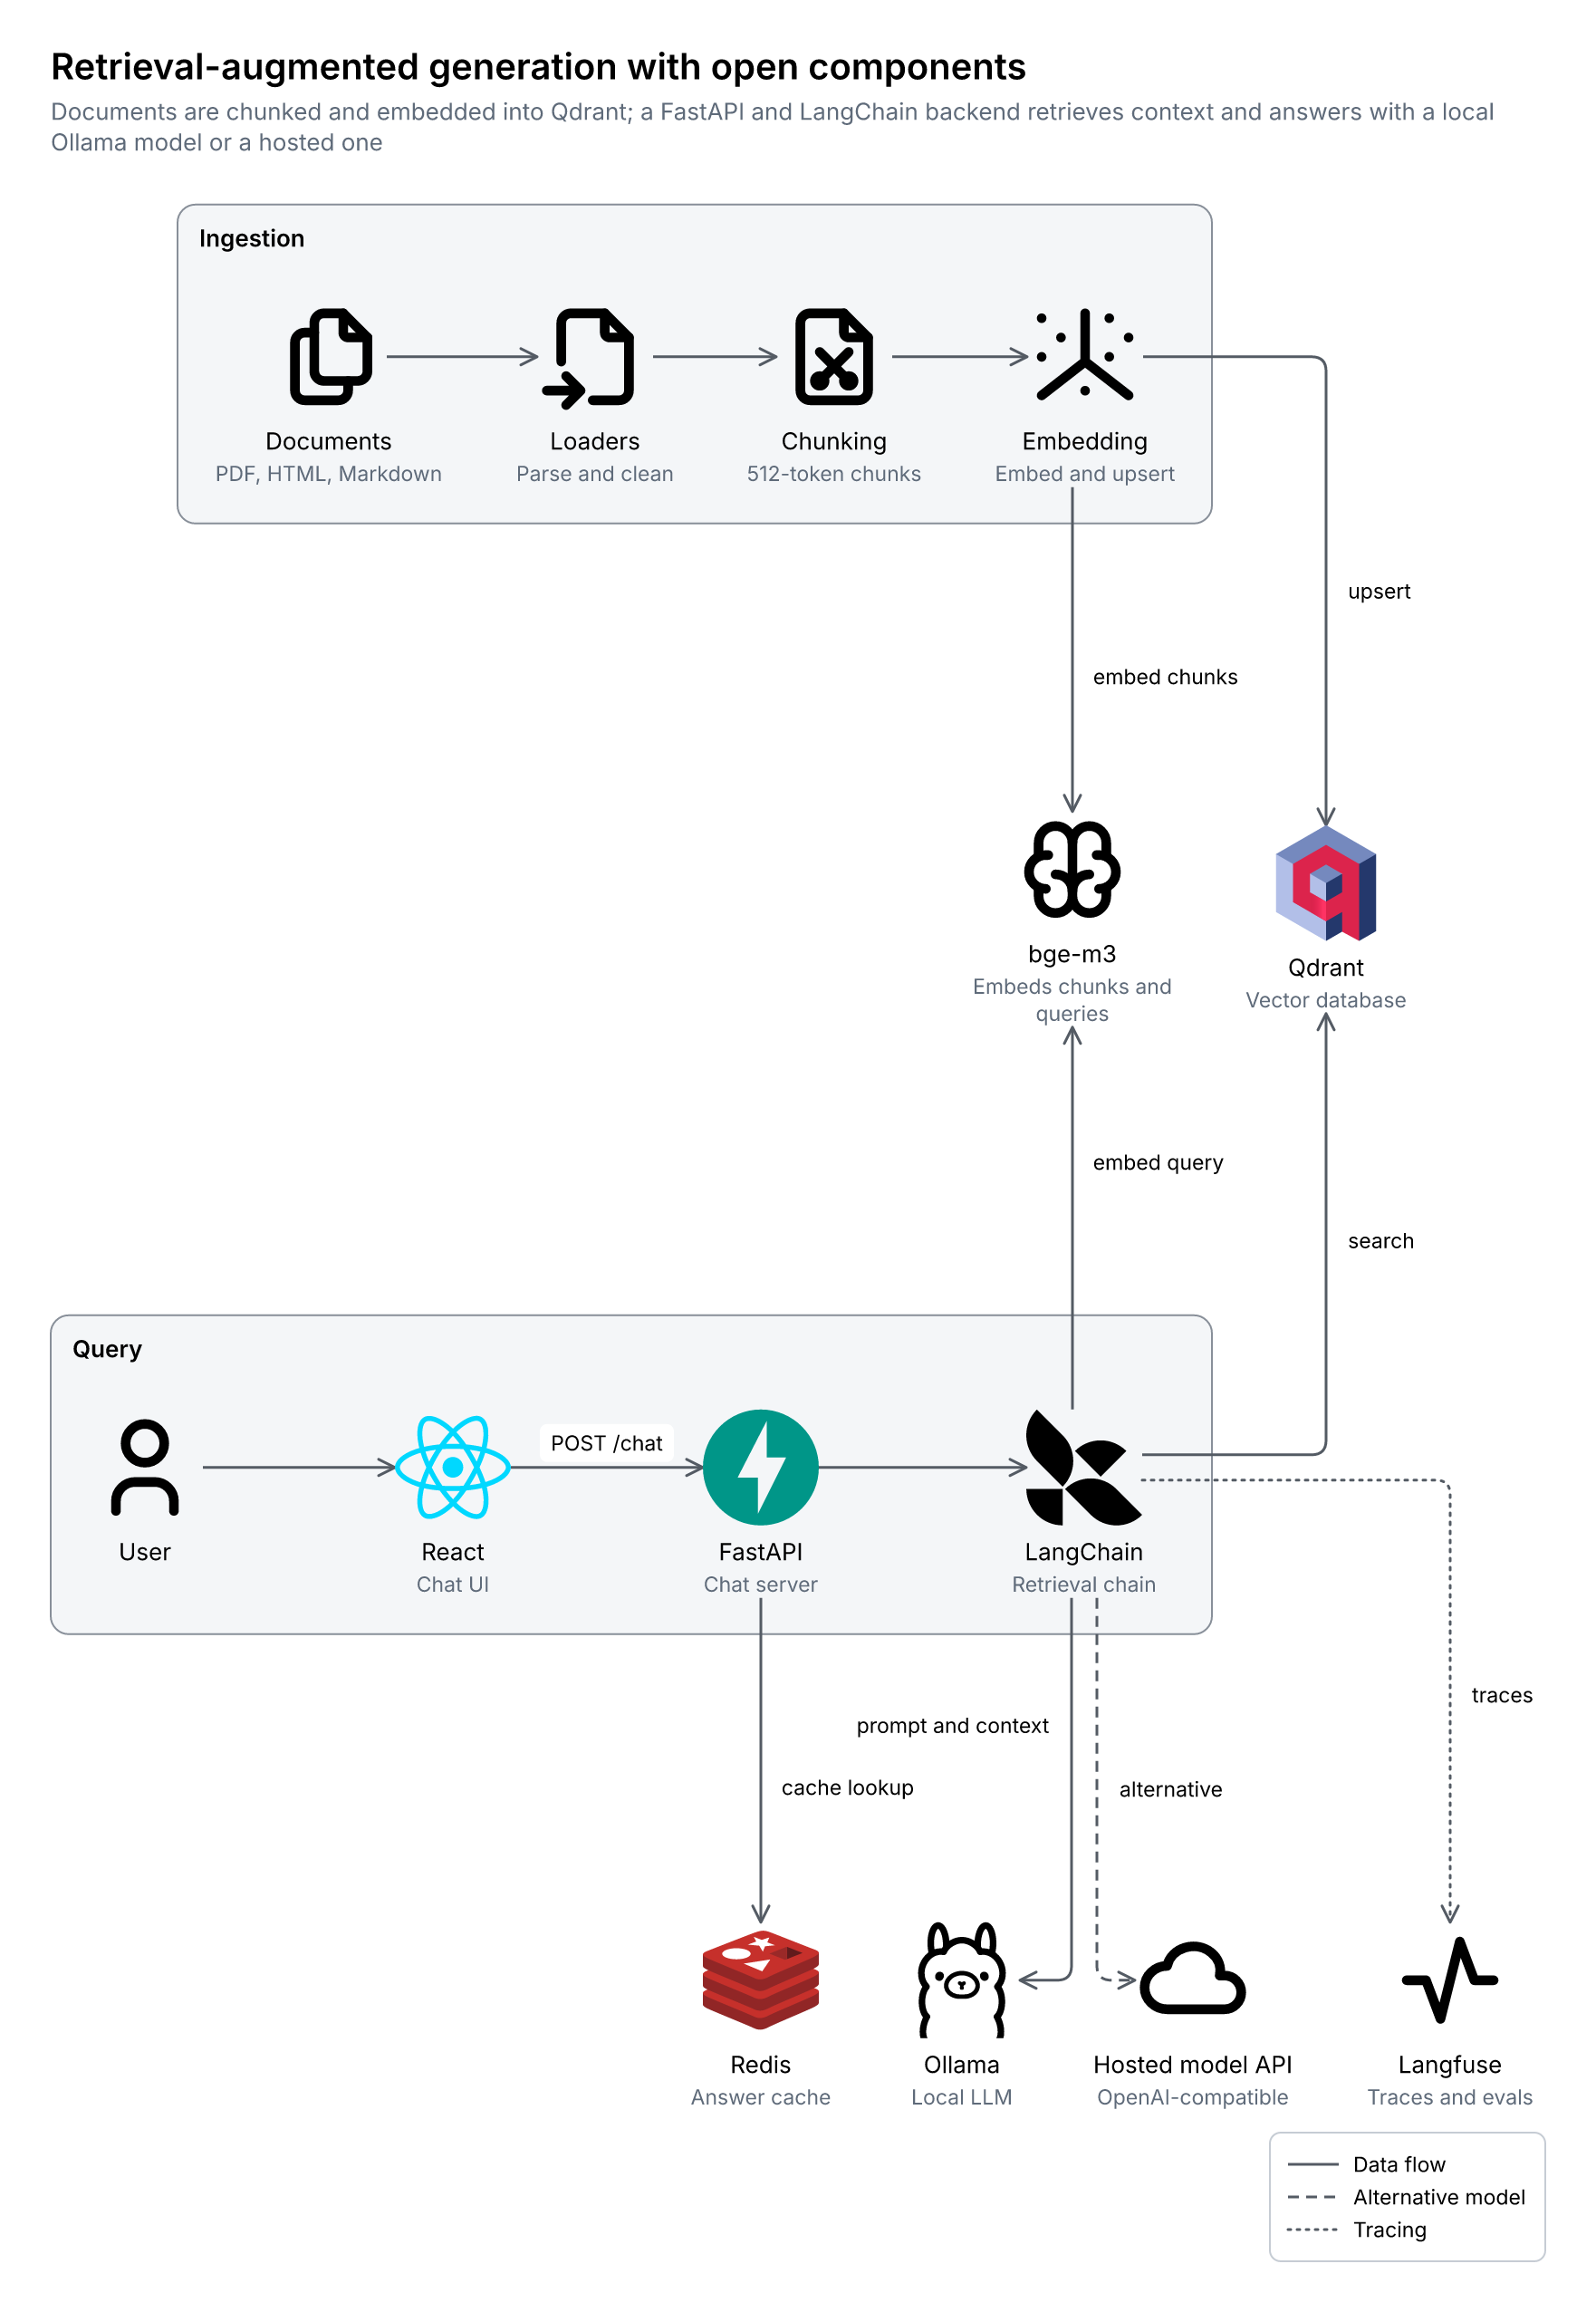 Retrieval-augmented generation with open components
Documents are chunked and embedded into Qdrant; a FastAPI and LangChain backend retrieves context and answers with a local
Ollama model or a hosted one
Ingestion
Documents
PDF, HTML, Markdown
Loaders
Parse and clean
Chunking
512-token chunks
Embedding
Embed and upsert
upsert
embed chunks
bge-m3
Embeds chunks and
queries
Qdrant
Vector database
embed query
search
Query
User
React
Chat UI
POST /chat
FastAPI
Chat server
LangChain
Retrieval chain
traces
prompt and context
cache lookup
alternative
Redis
Answer cache
Ollama
Local LLM
Hosted model API
OpenAI-compatible
Langfuse
Traces and evals
Data flow
Alternative model
Tracing